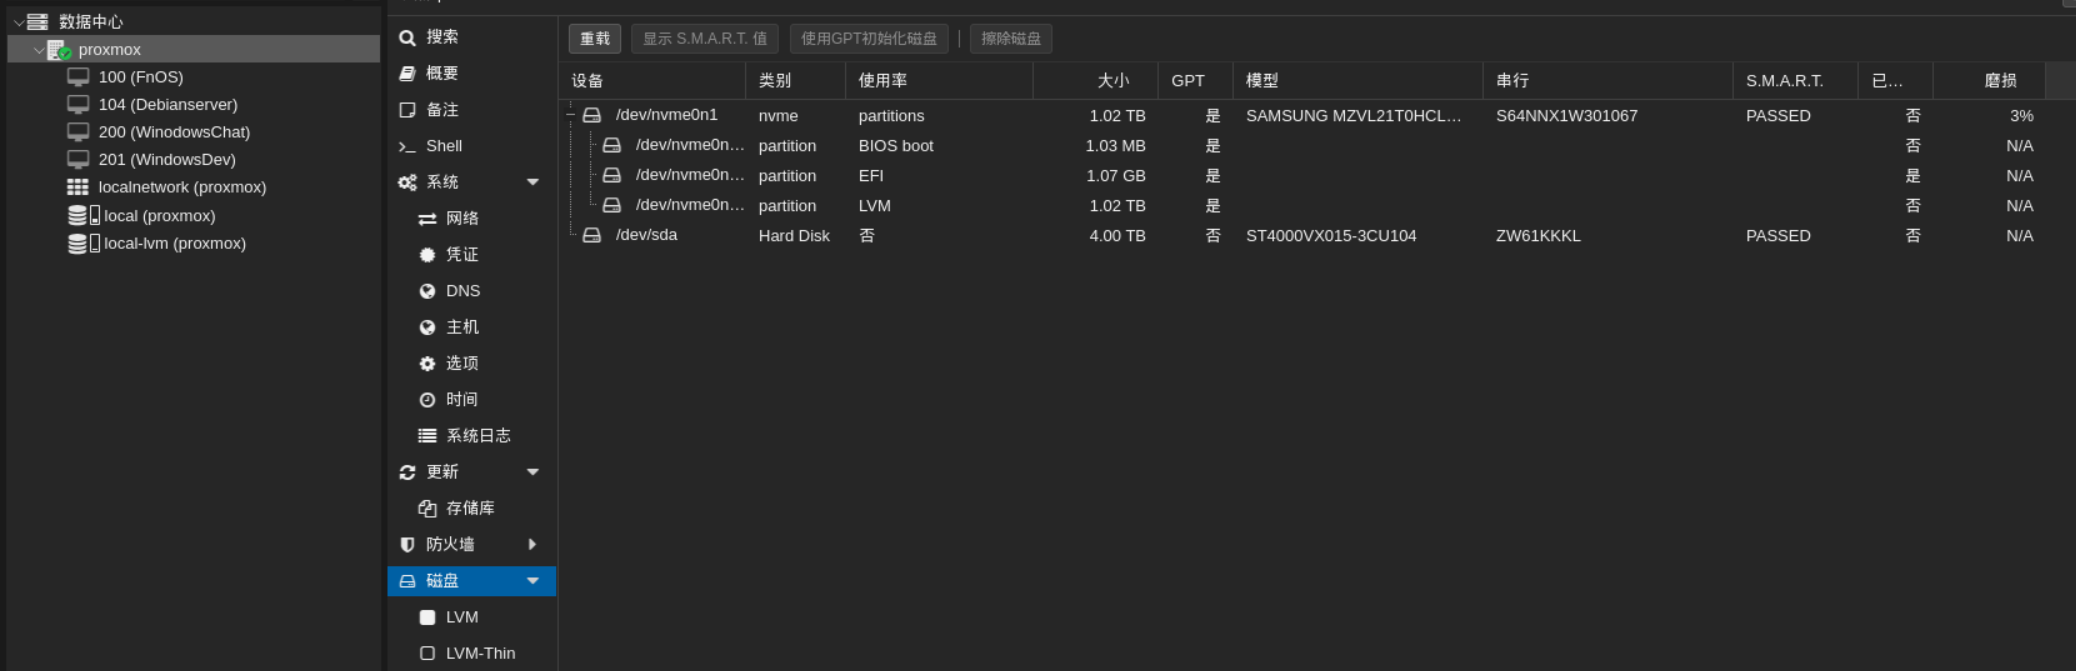 数据中心
proxmox
100 (FnOS)
104 (Debianserver)
200 (WinodowsChat)
201 (WindowsDev)
localnetwork (proxmox)
local (proxmox)
local-lvm (proxmox)
搜索
概要
备注
Shell
系统
网络
凭证
DNS
主机
选项
时间
系统日志
更新
存储库
防火墙
磁盘
LVM
LVM-Thin
重载 显示 S.M.A.R.T. 值 使用GPT初始化磁盘 擦除磁盘
设备 类别 使用率 大小 GPT 模型 串行 S.M.A.R.T. 已... 磨损
/dev/nvme0n1 nvme partitions 1.02 TB 是 SAMSUNG MZVL21T0HCL... S64NNX1W301067 PASSED 否 3%
/dev/nvme0n... partition BIOS boot 1.03 MB 是 否 N/A
/dev/nvme0n... partition EFI 1.07 GB 是 是 N/A
/dev/nvme0n... partition LVM 1.02 TB 是 否 N/A
/dev/sda Hard Disk 否 4.00 TB 否 ST4000VX015-3CU104 ZW61KKKL PASSED 否 N/A